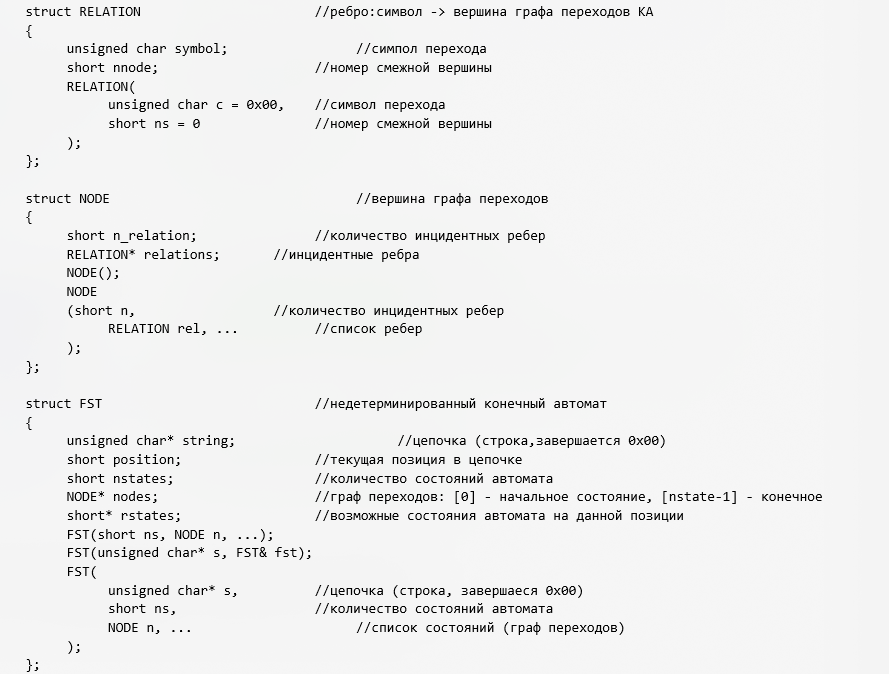 struct RELATION //ребро:символ -> вершина графа переходов КА
{
unsigned char symbol; //симпол перехода
short nnode; //номер смежной вершины
RELATION(
unsigned char c = 0x00, //символ перехода
short ns = 0 //номер смежной вершины
);
};
struct NODE //вершина графа переходов
{
short n_relation; //количество инцидентных ребер
RELATION* relations; //инцидентные ребра
NODE();
NODE
(short n, //количество инцидентных ребер
RELATION rel, ... //список ребер
);
};
struct FST //недетерминированный конечный автомат
{
unsigned char* string; //цепочка (строка,завершается 0x00)
short position; //текущая позиция в цепочке
short nstates; //количество состояний автомата
NODE* nodes; //граф переходов: [0] - начальное состояние, [nstate-1] - конечное
short* rstates; //возможные состояния автомата на данной позиции
FST(short ns, NODE n, ...);
FST(unsigned char* s, FST& fst);
FST(
unsigned char* s, //цепочка (строка, завершаеся 0x00)
short ns, //количество состояний автомата
NODE n, ... //список состояний (граф переходов)
);
};